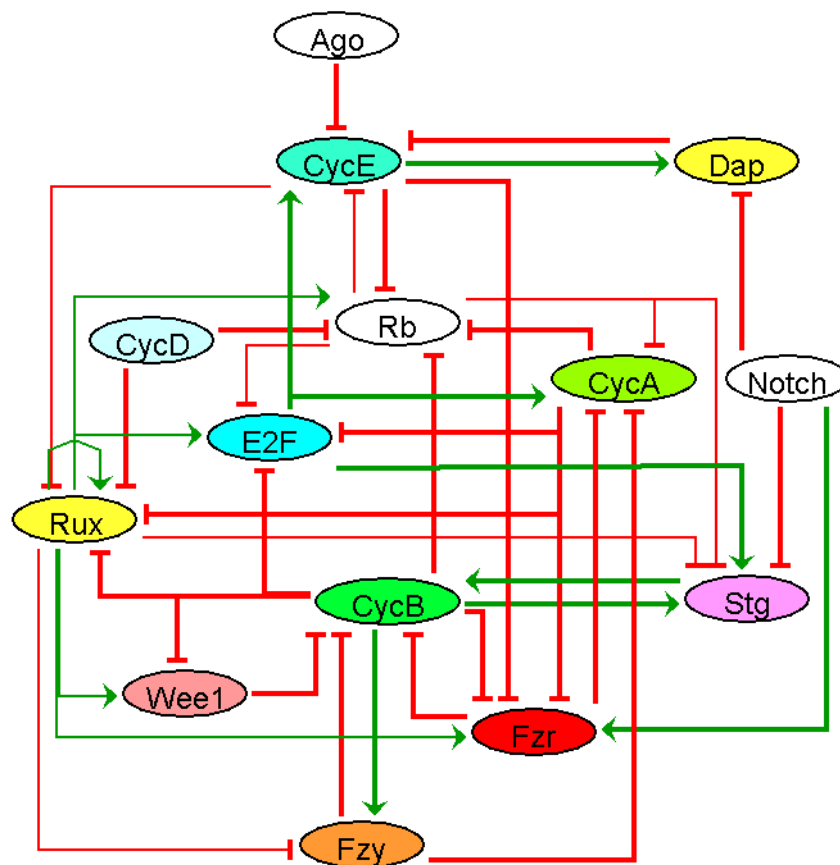 Ago
CycE
Dap
CycD
Rb
CycA
Notch
E2F
Rux
CycB
Stg
Wee1
Fzr
Fzy